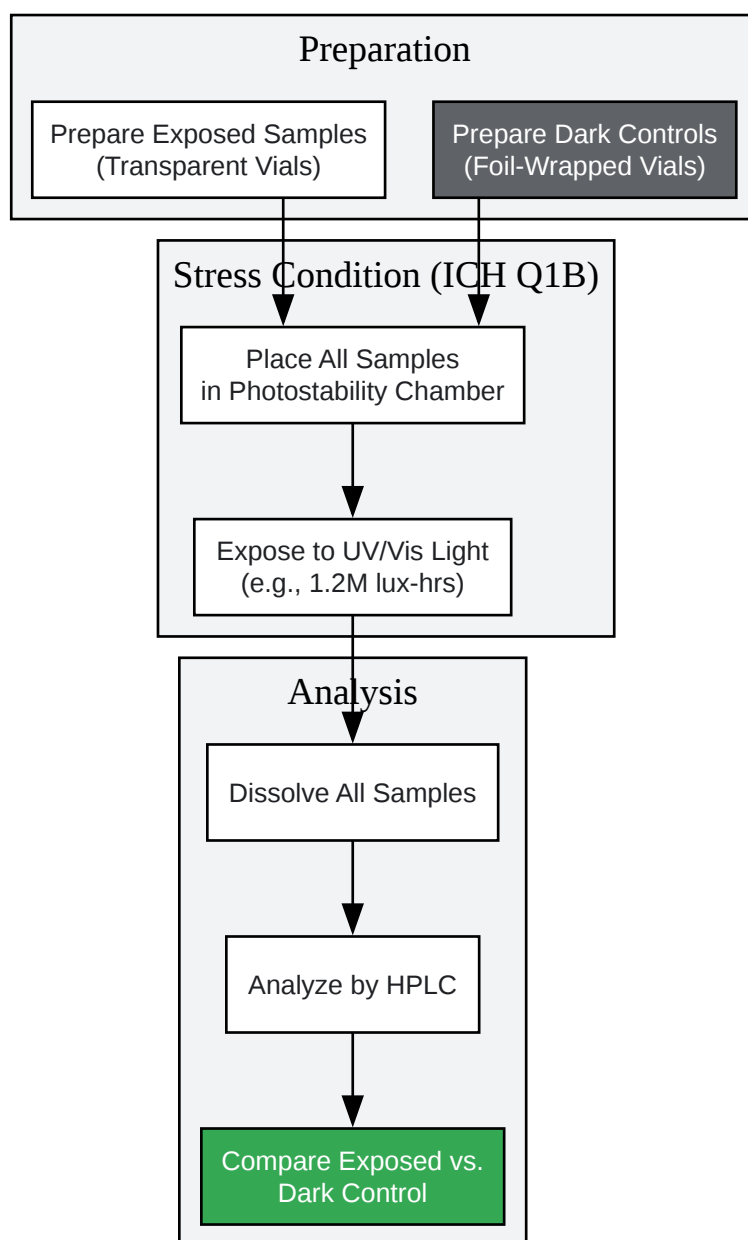 Preparation
Prepare Exposed Samples
(Transparent Vials)
Prepare Dark Controls
(Foil-Wrapped Vials)
Stress Condition (ICH Q1B)
Place All Samples
in Photostability Chamber
Expose to UV/Vis Light
(e.g., 1.2M lux-hrs)
Analysis
Dissolve All Samples
Analyze by HPLC
Compare Exposed vs.
Dark Control